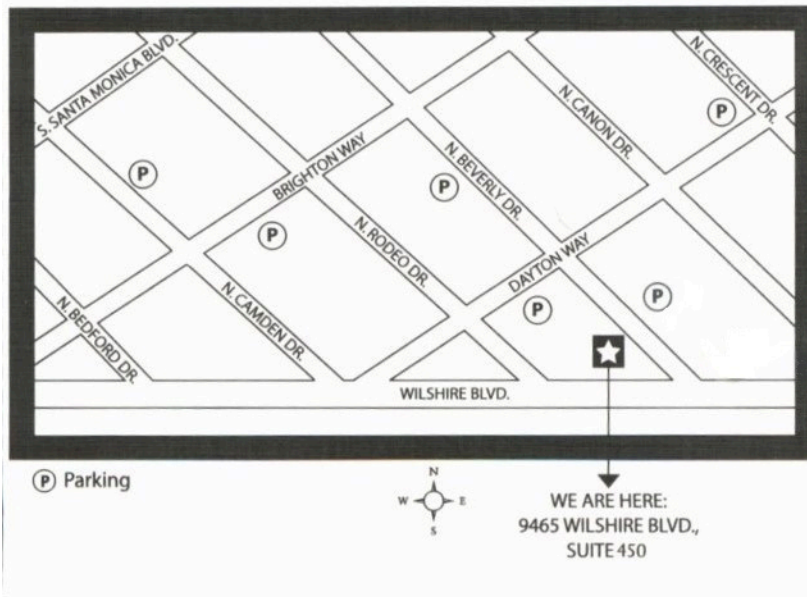 S. SANTA MONICA BLVD.
N. CRESCENT DR.
P
N. CANON DR.
BRIGHTON WAY
N. BEVERLY DR.
P
P
P
N. RODEO DR.
DAYTON WAY
N. BEDFORD DR.
N. CAMDEN DR.
P
P
WILSHIRE BLVD.
P Parking
N
W E
S
WE ARE HERE:
9465 WILSHIRE BLVD.,
SUITE 450